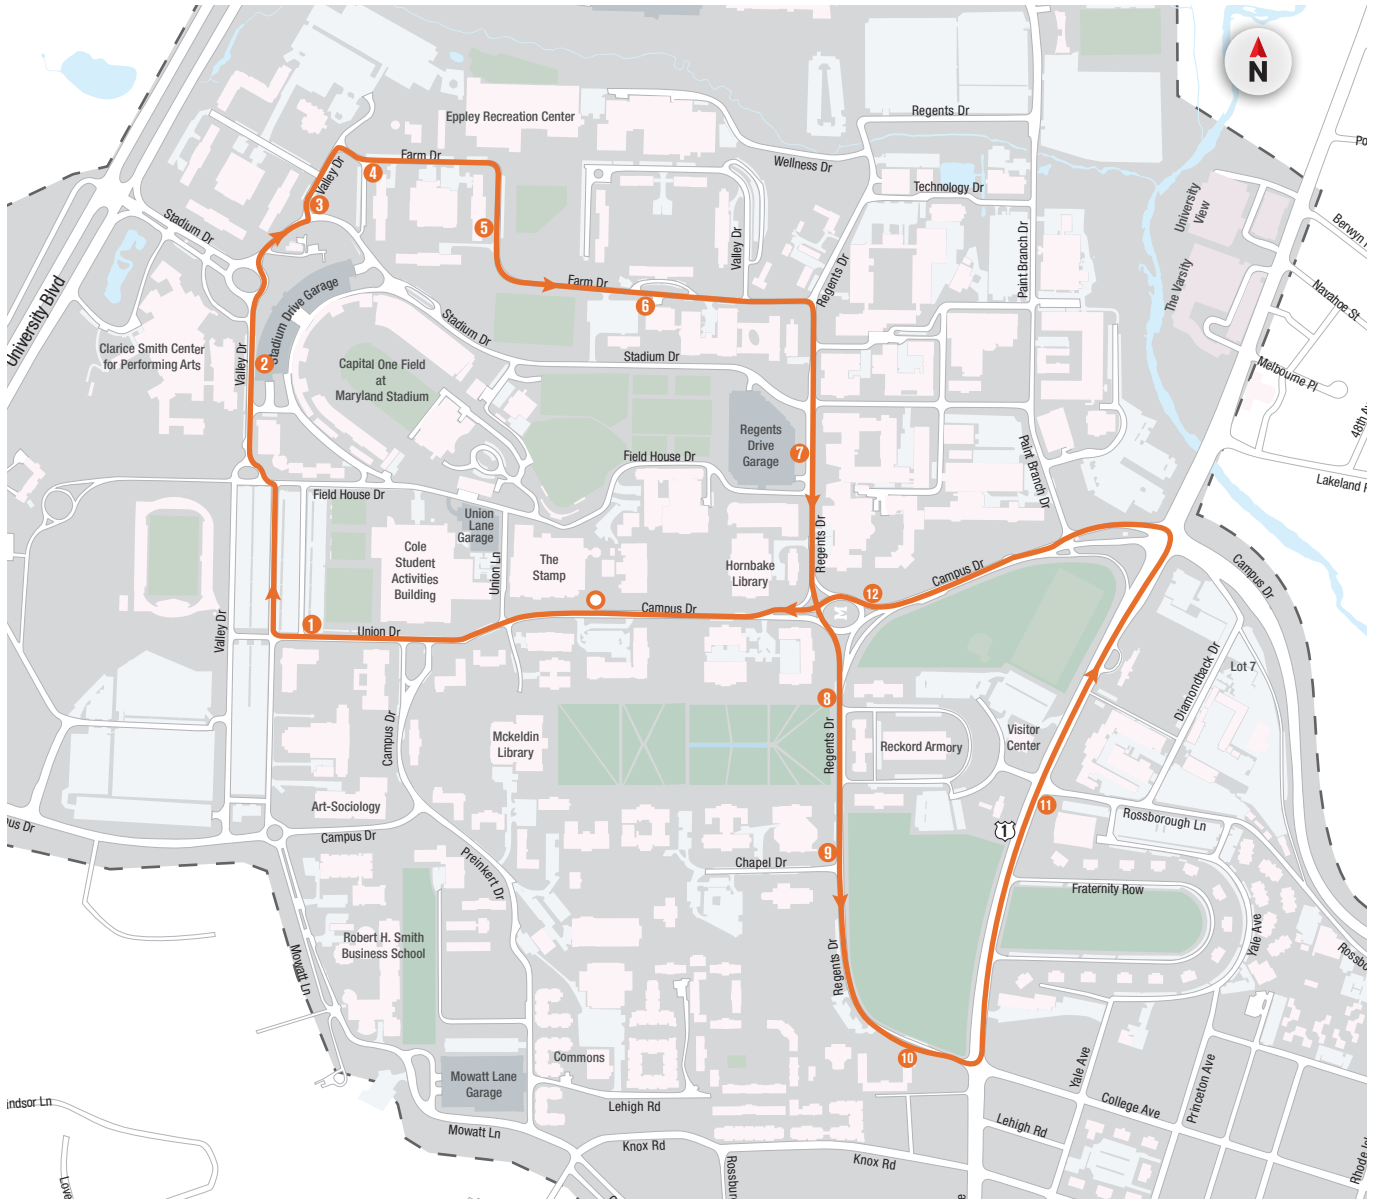 N
Regents Dr
Eppley Recreation Center
Wellness Dr
Farm Dr
4
Valley Dr
3
Technology Dr
University
View
Berwyn
Stadium Dr
5
Valley Dr
Paint Branch Dr
Regents Dr
University Blvd
Stadium Drive Garage
Farm Dr
6
The Varsity
Navahoe St
Stadium Dr
Clarice Smith Center
for Performing Arts
Valley Dr
2
Capital One Field
at
Maryland Stadium
Stadium Dr
Melbourne Pl
48th
Regents
Drive
Garage
7
Field House Dr
Paint Branch Dr
Lakeland
Field House Dr
Union
Lane
Garage
Regents Dr
Cole
Student
Activities
Building
Union Ln
The
Stamp
Hornbake
Library
Campus Dr
Campus Dr
M
12
Campus Dr
Valley Dr
1
Union Dr
Lot 7
Diamondback Dr
8
Campus Dr
Mckeldin
Library
Regents Dr
Reckord Armory
Visitor
Center
Art-Sociology
11
1
Rossborough Ln
us Dr
Campus Dr
Preinkert Dr
9
Chapel Dr
Fraternity Row
Yale Ave
Robert H. Smith
Business School
Mowatt Ln
Regents Dr
Rossbo
Commons
10
Mowatt Lane
Garage
Yale Ave
Princeton Ave
indsor Ln
Lehigh Rd
College Ave
Lehigh Rd
Mowatt Ln
Knox Rd
Knox Rd
Rhode Isl
Love